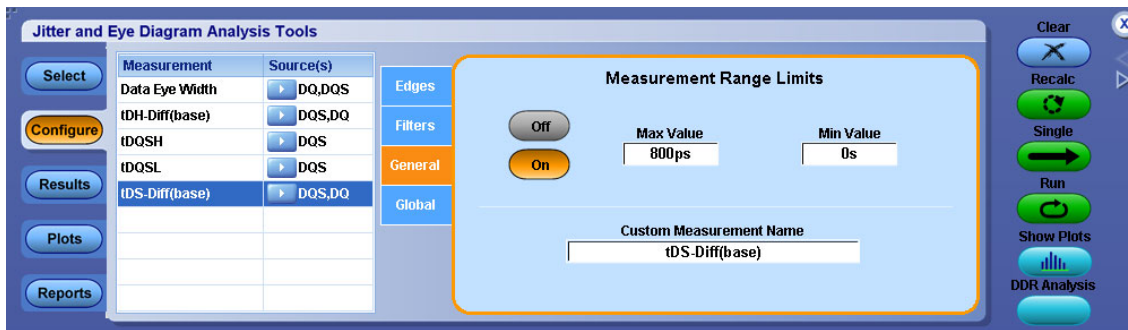 Jitter and Eye Diagram Analysis Tools
Select
Configure
Results
Plots
Reports
Measurement Source(s)
Data Eye Width DQ,DQS
tDH-Diff(base) DQS,DQ
tDQSH DQS
tDQSL DQS
tDS-Diff(base) DQS,DQ
Edges
Filters
General
Global
Measurement Range Limits
Off
On
Max Value
800ps
Min Value
0s
Custom Measurement Name
tDS-Diff(base)
Clear
X
Recalc
Single
Run
Show Plots
DDR Analysis